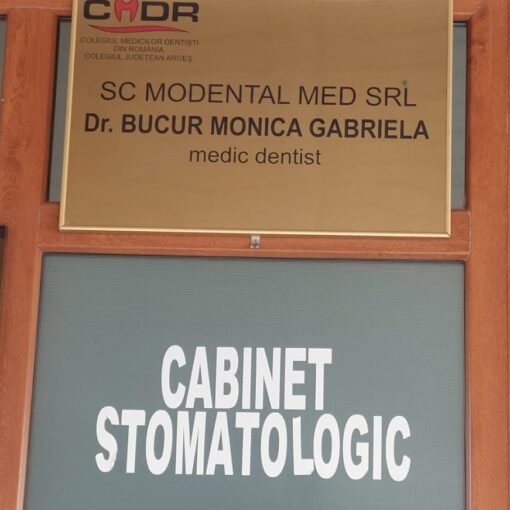 CMDR
COLEGIUL MEDICILOR DENTIȘTI
DIN ROMÂNIA
COLEGIUL JUDEȚEAN ARGEȘ
SC MODENTAL MED SRL
Dr. BUCUR MONICA GABRIELA
medic dentist
CABINET
STOMATOLOGIC